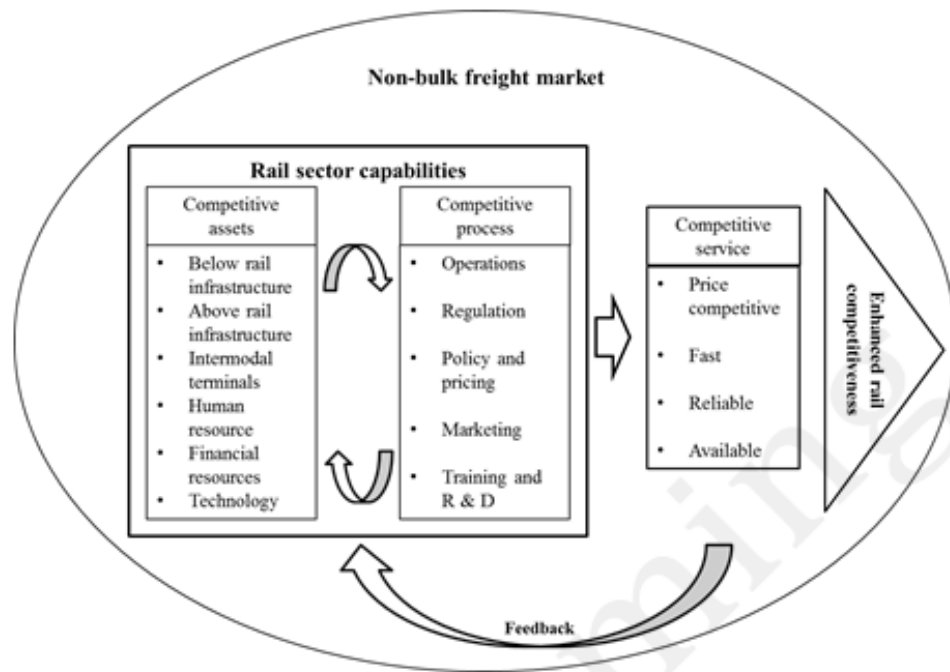 Non-bulk freight market
Rail sector capabilities
Competitive
assets
• Below rail
infrastructure
• Above rail
infrastructure
• Intermodal
terminals
• Human
resource
• Financial
resources
• Technology
Competitive
process
• Operations
• Regulation
• Policy and
pricing
• Marketing
• Training and
R & D
Competitive
service
• Price
competitive
• Fast
• Reliable
• Available
Enhanced rail
competitiveness
Feedback
ming